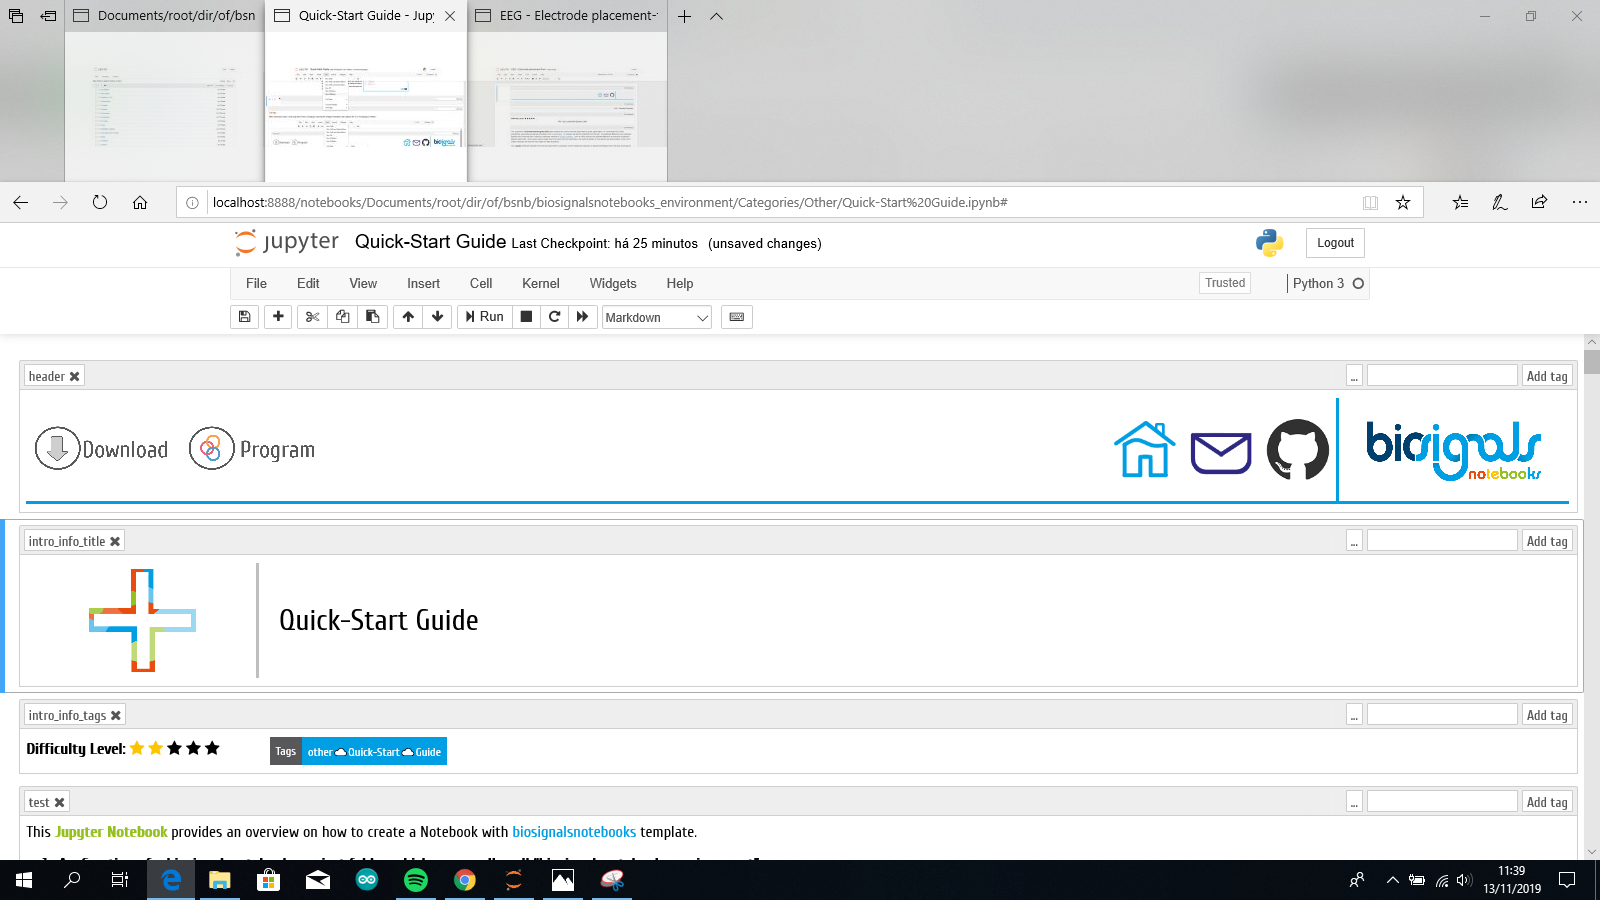 Documents/root/dir/of/bsn
Quick-Start Guide - Jupy
EEG - Electrode placement-
localhost:8888/notebooks/Documents/root/dir/of/bsnb/biosignalsnotebooks_environment/Categories/Other/Quick-Start%20Guide.ipynb#
jupyter Quick-Start Guide Last Checkpoint: há 25 minutos (unsaved changes)
Logout
File Edit View Insert Cell Kernel Widgets Help
Trusted
Python 3
Run
Markdown
header
... Add tag
Download Program
biosignals
notebooks
intro_info_title
... Add tag
Quick-Start Guide
intro_info_tags
... Add tag
Difficulty Level:
Tags other Quick-Start Guide
test
... Add tag
This Jupyter Notebook provides an overview on how to create a Notebook with biosignalsnotebooks template.
11:39
13/11/2019